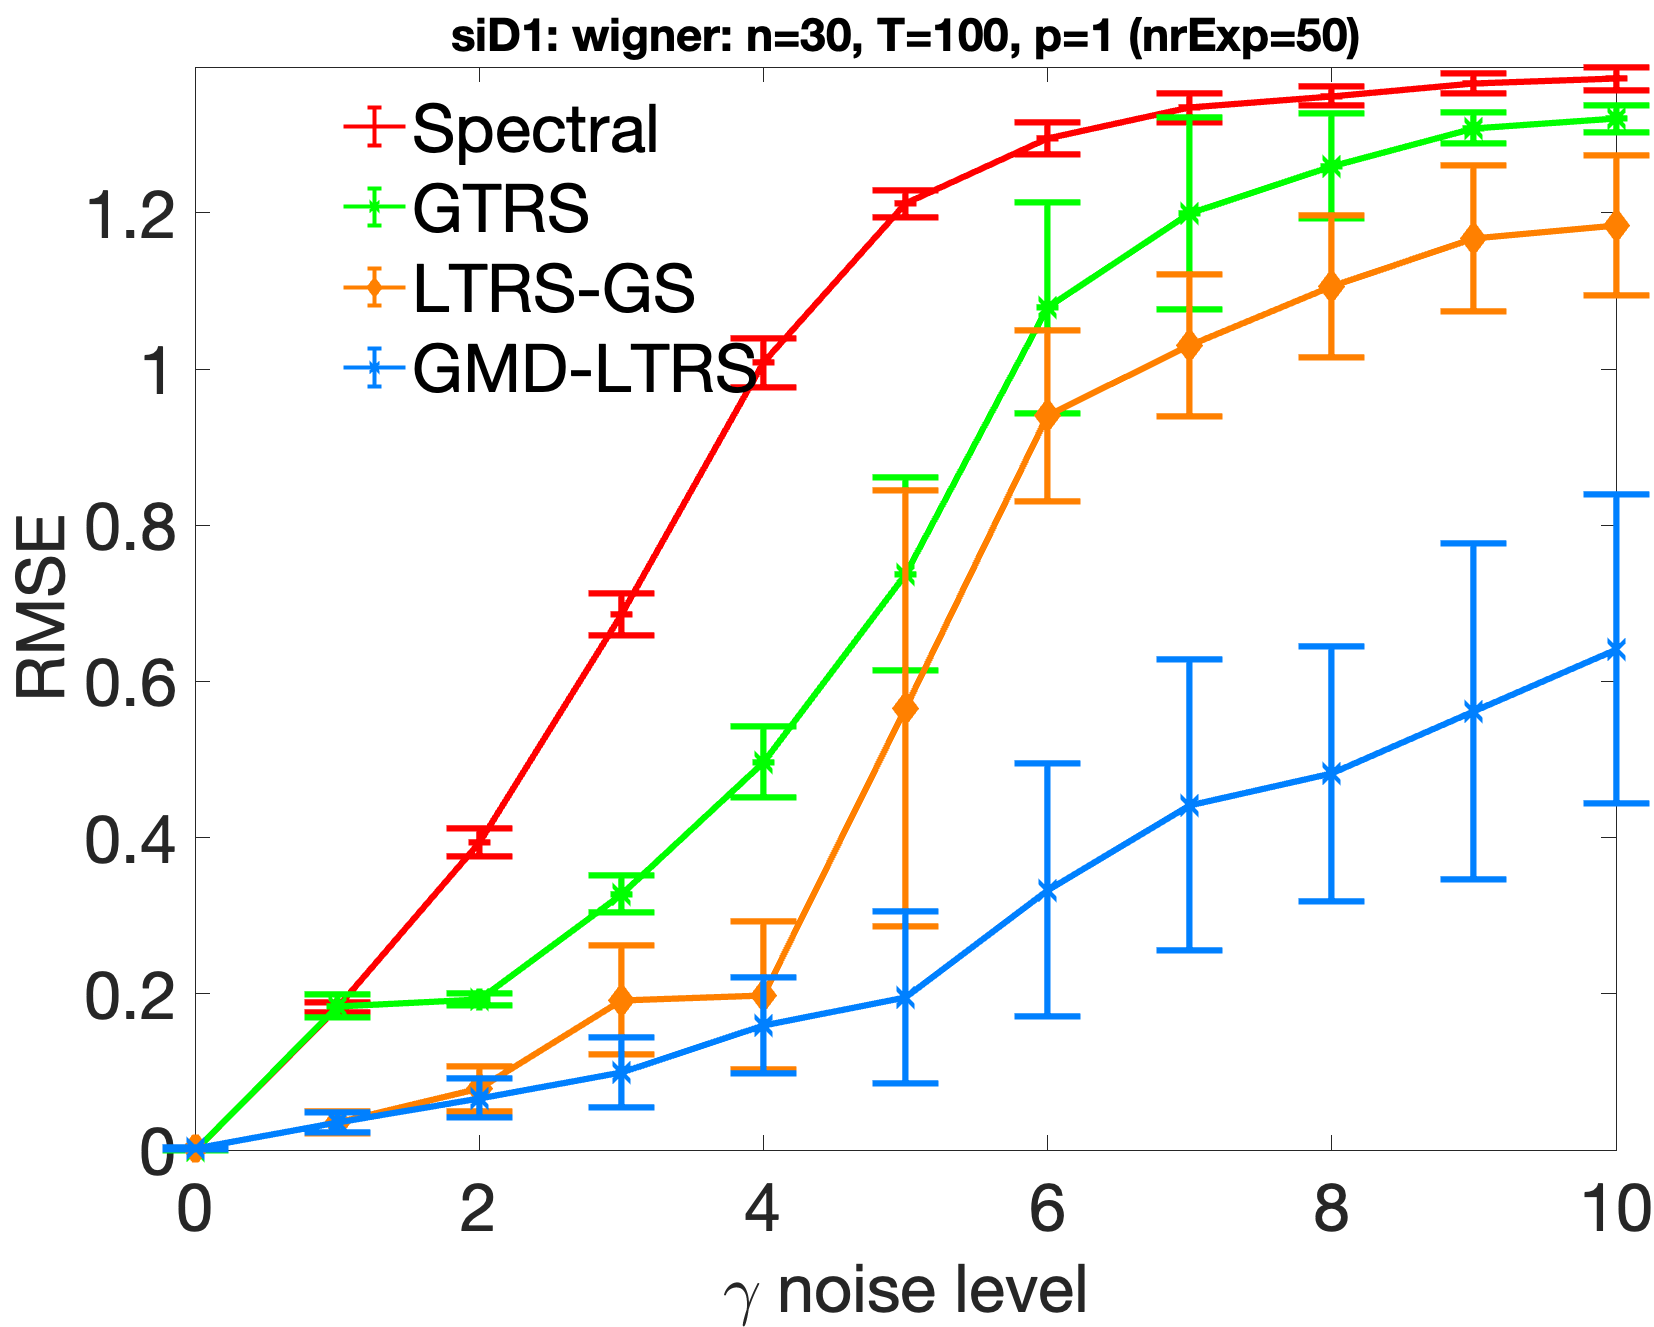 siD1: wigner: n=30, T=100, p=1 (nrExp=50)
Spectral
GTRS
LTRS-GS
GMD-LTRS
RMSE
1.2
1
0.8
0.6
0.4
0.2
0
0 2 4 6 8 10
γ noise level